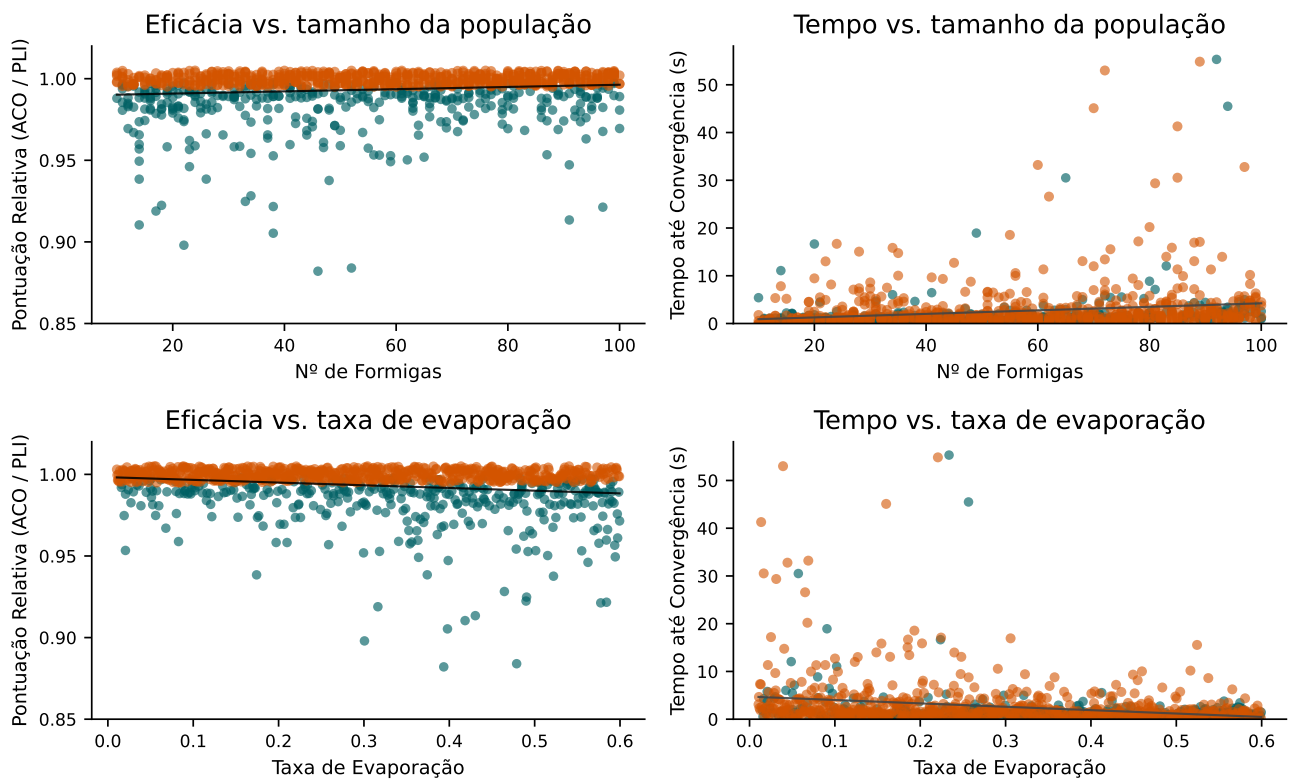 Eficácia vs. tamanho da população
Pontuação Relativa (ACO / PLI)
1.00
0.95
0.90
0.85
20 40 60 80 100
Nº de Formigas
Tempo vs. tamanho da população
Tempo até Convergência (s)
50
40
30
20
10
0
20 40 60 80 100
Nº de Formigas
Eficácia vs. taxa de evaporação
Pontuação Relativa (ACO / PLI)
1.00
0.95
0.90
0.85
0.0 0.1 0.2 0.3 0.4 0.5 0.6
Taxa de Evaporação
Tempo vs. taxa de evaporação
Tempo até Convergência (s)
50
40
30
20
10
0
0.0 0.1 0.2 0.3 0.4 0.5 0.6
Taxa de Evaporação